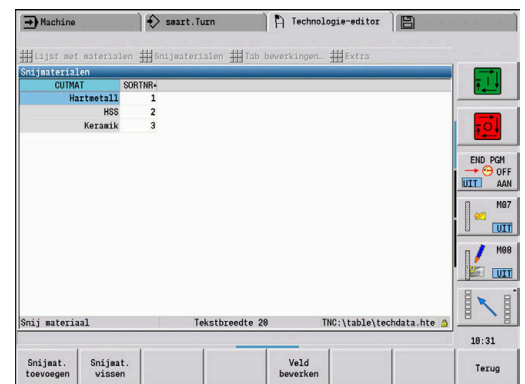 Machine smart.Turn Technologie-editor
Lijst met materialen Snijmaterialen Tab bewerkingen… Extra
Snijmaterialen
CUTMAT SORTNR
Hartmetall 1
HSS 2
Keramik 3
END PGM
OFF
UIT AAN
M07
UIT
M08
UIT
Snij materiaal Tekstbreedte 20 TNC:\table\techdata.hte
10:31
Snijmat. toevoegen
Snijmat. wissen
Veld bewerken
Terug